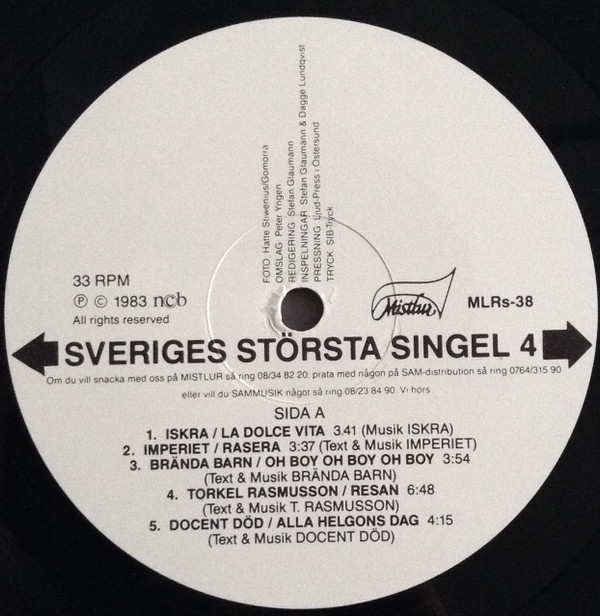 FOTO Hatte Stiwenius/Gomorra
OMSLAG Peter Yngen
REDIGERING Stefan Glaumann
INSPELNINGAR Stefan Glaumann & Dagge Lundqvist
PRESSNING Ljud-Press i Östersund
TRYCK SIB-Tryck
33 RPM
Ⓟ © 1983 ncb
All rights reserved
Mistlur
MLRs-38
SVERIGES STÖRSTA SINGEL 4
Om du vill snacka med oss på MISTLUR så ring 08/34 82 20, prata med någon på SAM-distribution så ring 0764/315 90
eller vill du SAMMUSIK något så ring 08/23 84 90. Vi hörs
SIDA A
1. ISKRA / LA DOLCE VITA 3.41 (Musik ISKRA)
2. IMPERIET / RASERA 3:37 (Text & Musik IMPERIET)
3. BRÄNDA BARN / OH BOY OH BOY OH BOY 3:54
(Text & Musik BRÄNDA BARN)
4. TORKEL RASMUSSON / RESAN 6:48
(Text & Musik T. RASMUSSON)
5. DOCENT DÖD / ALLA HELGONS DAG 4:15
(Text & Musik DOCENT DÖD)